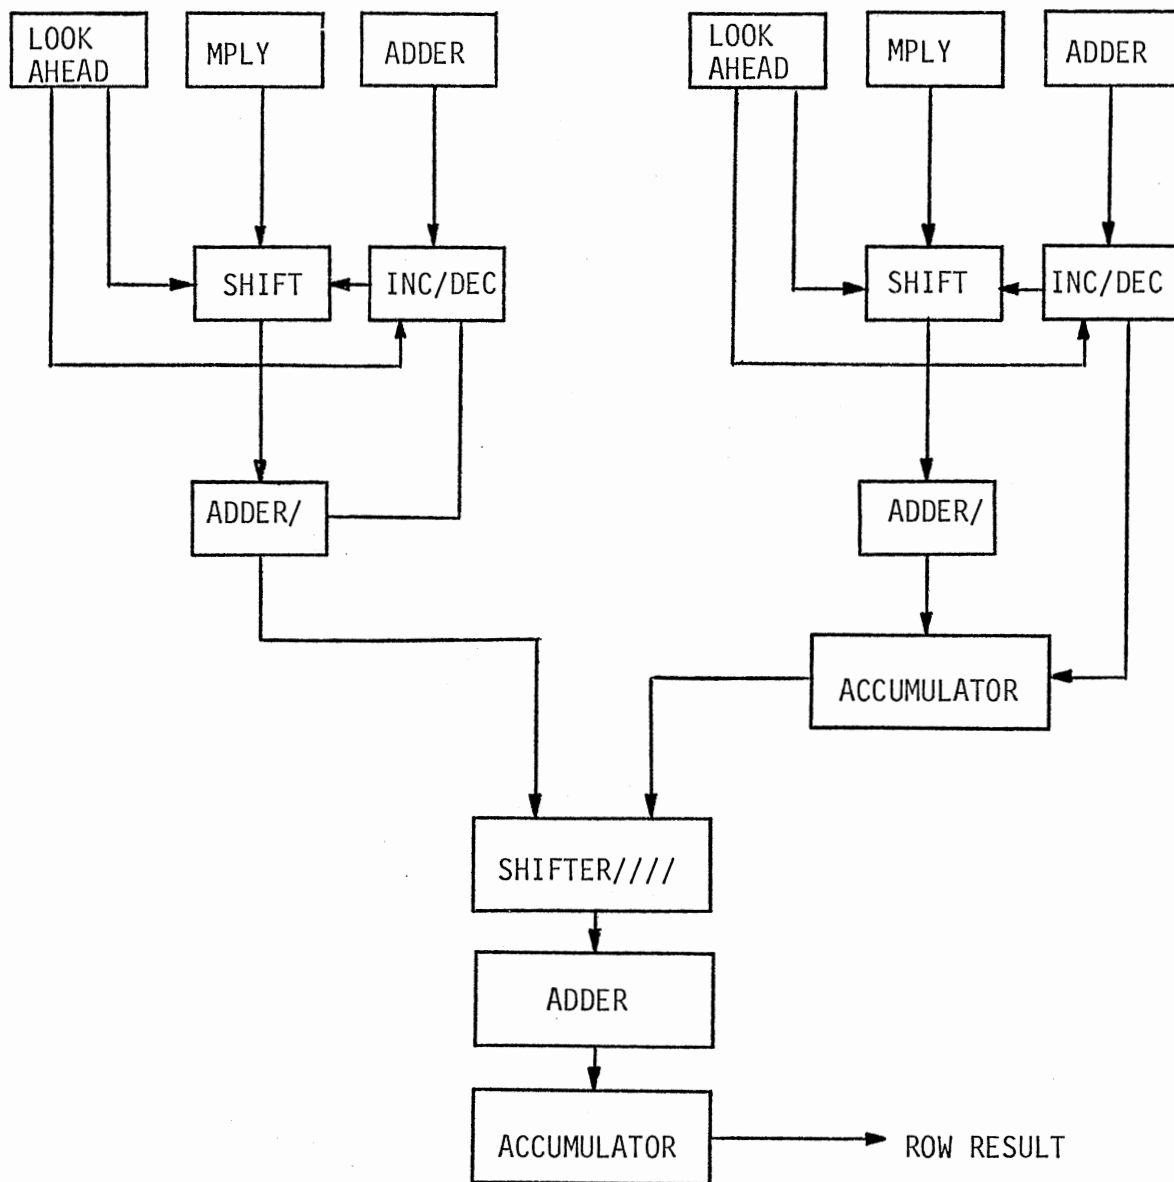 LOOK
AHEAD
MPLY
ADDER
LOOK
AHEAD
MPLY
ADDER
SHIFT
INC/DEC
SHIFT
INC/DEC
ADDER/
ADDER/
ACCUMULATOR
SHIFTER////
ADDER
ACCUMULATOR
ROW RESULT